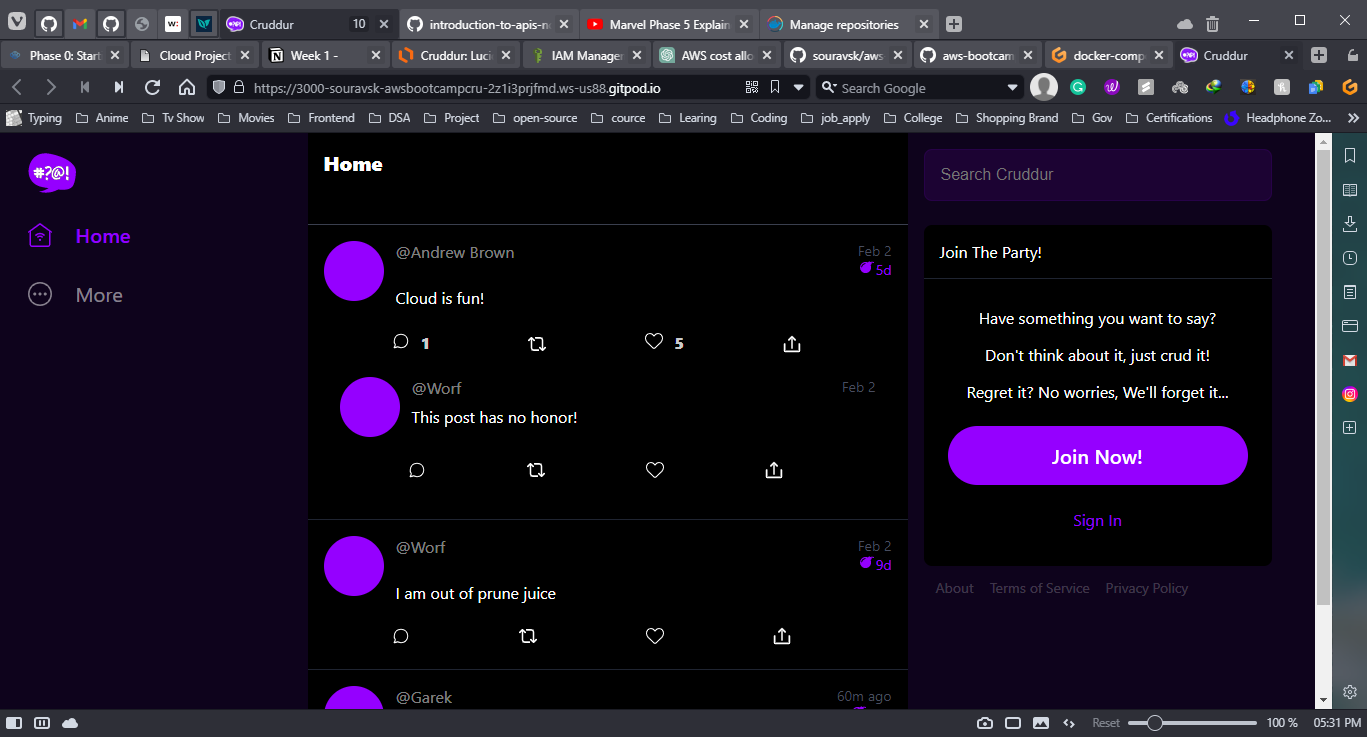 Cruddur
10
introduction-to-apis-n
Marvel Phase 5 Explain
Manage repositories
Phase 0: Start
Cloud Project
Week 1 -
Cruddur: Luci
IAM Manager
AWS cost allo
souravsk/aws
aws-bootcam
docker-comp
Cruddur
https://3000-souravsk-awsbootcampcru-2z1i3prjfmd.ws-us88.gitpod.io
Search Google
Typing
Anime
Tv Show
Movies
Frontend
DSA
Project
open-source
cource
Learing
Coding
job_apply
College
Shopping Brand
Gov
Certifications
Headphone Zo...
#?@!
Home
More
Home
@Andrew Brown
Feb 2
5d
Cloud is fun!
1
5
@Worf
Feb 2
This post has no honor!
@Worf
Feb 2
9d
I am out of prune juice
@Garek
60m ago
Search Cruddur
Join The Party!
Have something you want to say?
Don't think about it, just crud it!
Regret it? No worries, We'll forget it...
Join Now!
Sign In
About
Terms of Service
Privacy Policy
Reset
100 %
05:31 PM